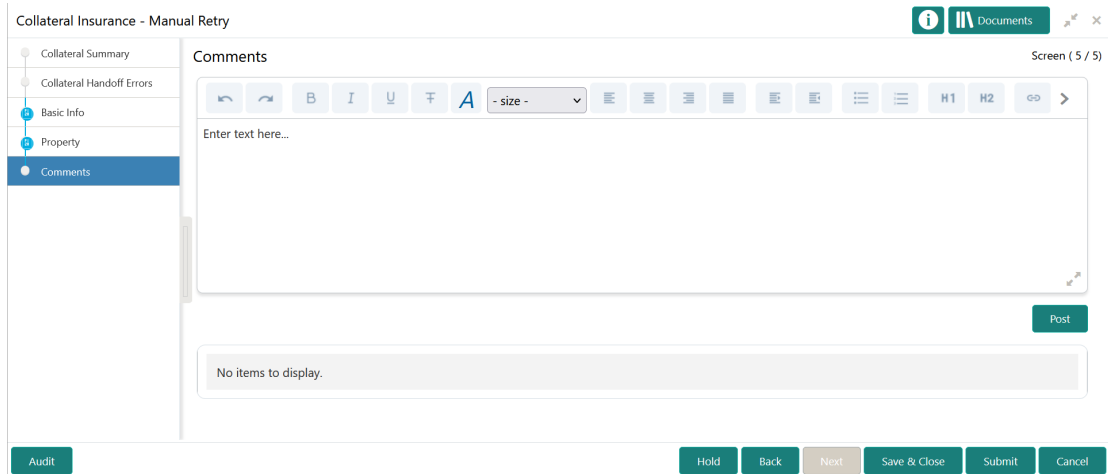 Collateral Insurance - Manual Retry
Documents
Collateral Summary
Collateral Handoff Errors
Basic Info
Property
Comments
Comments
Screen ( 5 / 5)
B I U T A - size - H1 H2
Enter text here...
Post
No items to display.
Audit
Hold Back Next Save & Close Submit Cancel